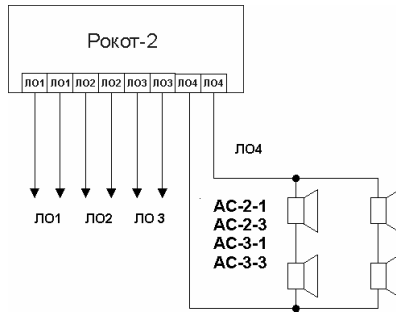 Рокот-2
ЛО1 ЛО1 ЛО2 ЛО2 ЛО3 ЛО3 ЛО4 ЛО4
ЛО4
ЛО1 ЛО2 ЛО 3
АС-2-1
АС-2-3
АС-3-1
АС-3-3